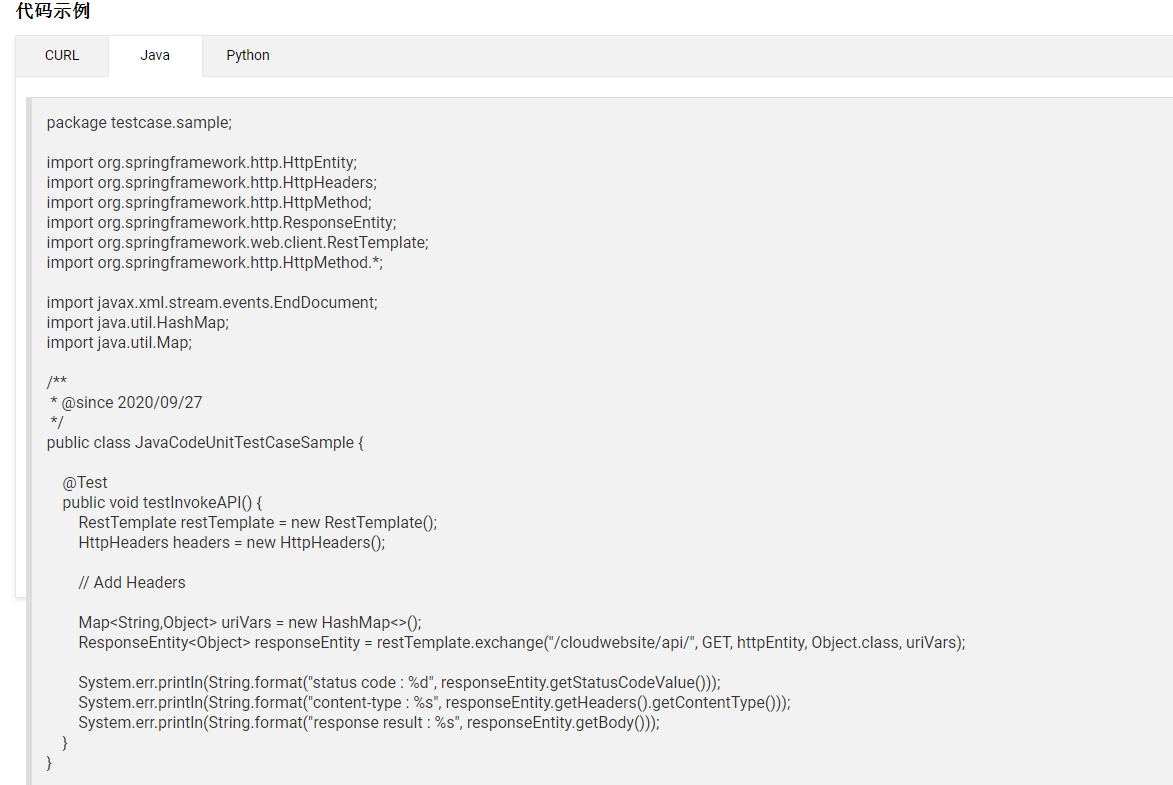 代码示例
CURL
Java
Python
package testcase.sample;
import org.springframework.http.HttpEntity;
import org.springframework.http.HttpHeaders;
import org.springframework.http.HttpMethod;
import org.springframework.http.ResponseEntity;
import org.springframework.web.client.RestTemplate;
import org.springframework.http.HttpMethod.*;
import javax.xml.stream.events.EndDocument;
import java.util.HashMap;
import java.util.Map;
/**
* @since 2020/09/27
*/
public class JavaCodeUnitTestCaseSample {
@Test
public void testInvokeAPI() {
RestTemplate restTemplate = new RestTemplate();
HttpHeaders headers = new HttpHeaders();
// Add Headers
Map<String,Object> uriVars = new HashMap<>();
ResponseEntity<Object> responseEntity = restTemplate.exchange("/cloudwebsite/api/", GET, httpEntity, Object.class, uriVars);
System.err.println(String.format("status code : %d", responseEntity.getStatusCodeValue()));
System.err.println(String.format("content-type : %s", responseEntity.getHeaders().getContentType()));
System.err.println(String.format("response result : %s", responseEntity.getBody()));
}
}